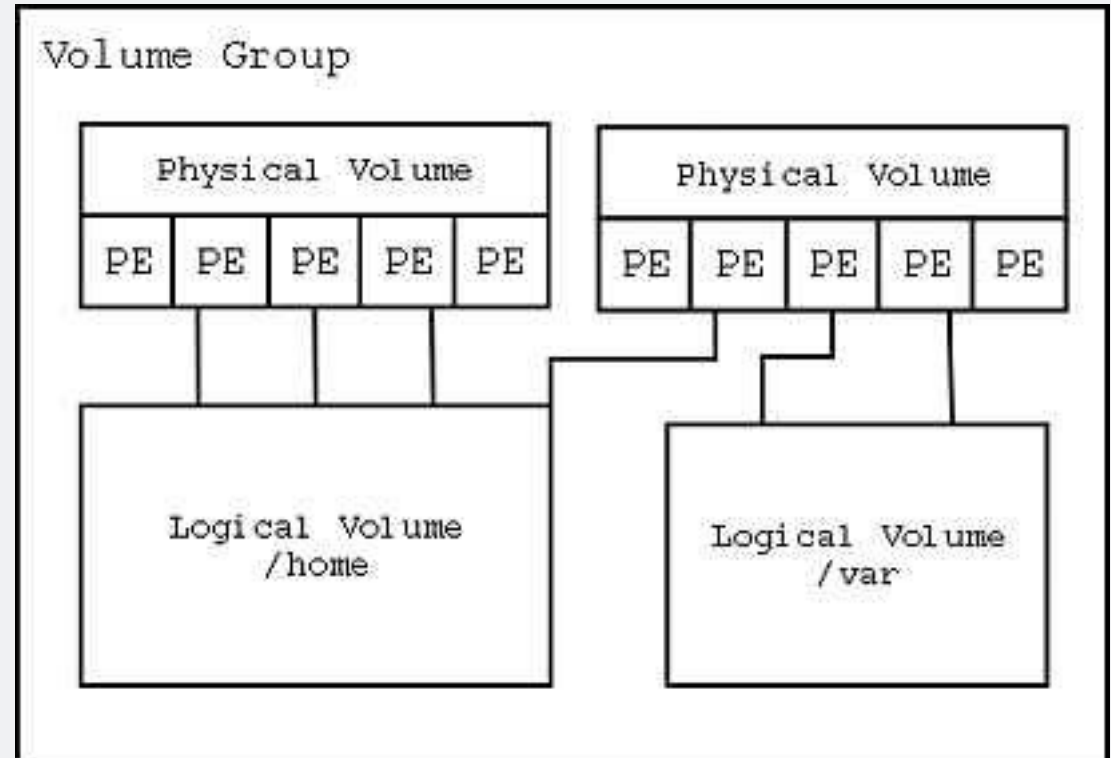 Volume Group
Physical Volume
PE PE PE PE PE
Physical Volume
PE PE PE PE PE
Logical Volume
/home
Logical Volume
/var